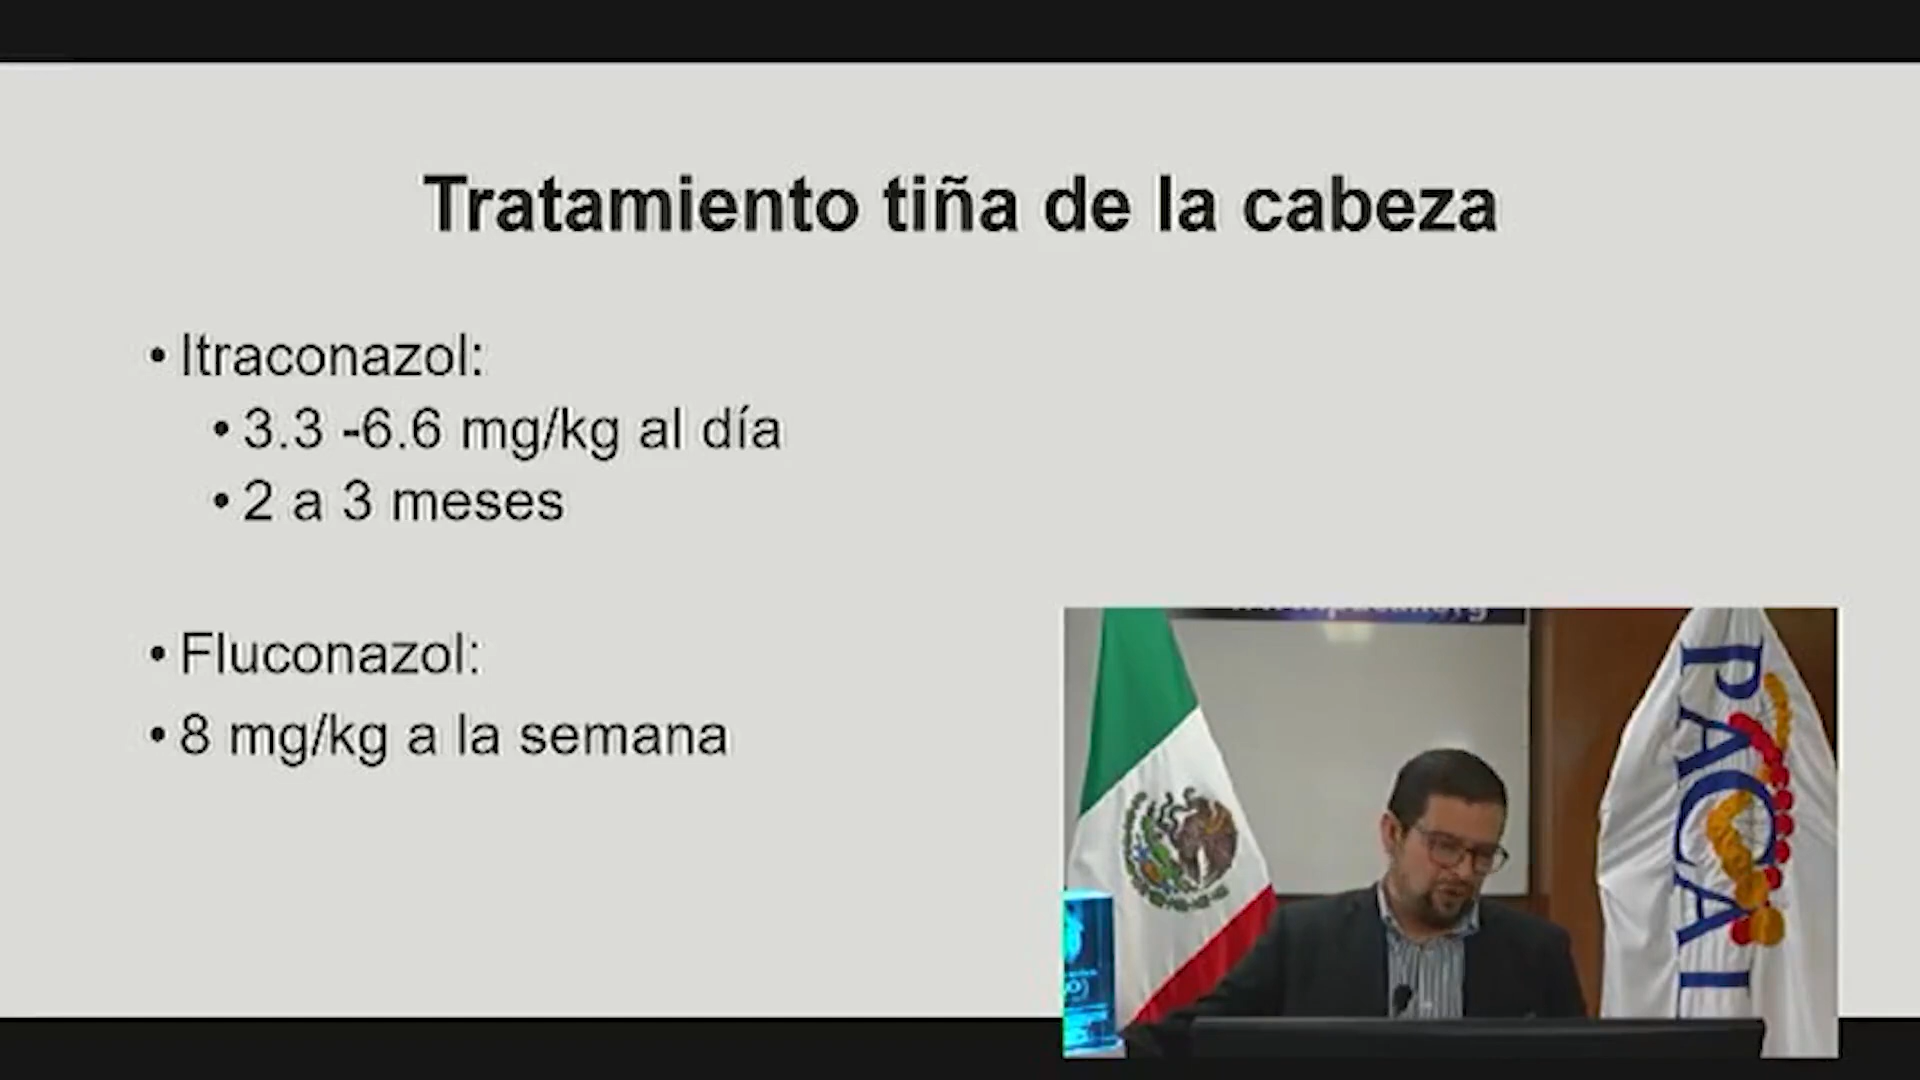 Tratamiento tiña de la cabeza
• Itraconazol:
• 3.3 -6.6 mg/kg al día
• 2 a 3 meses
• Fluconazol:
• 8 mg/kg a la semana
PACAL